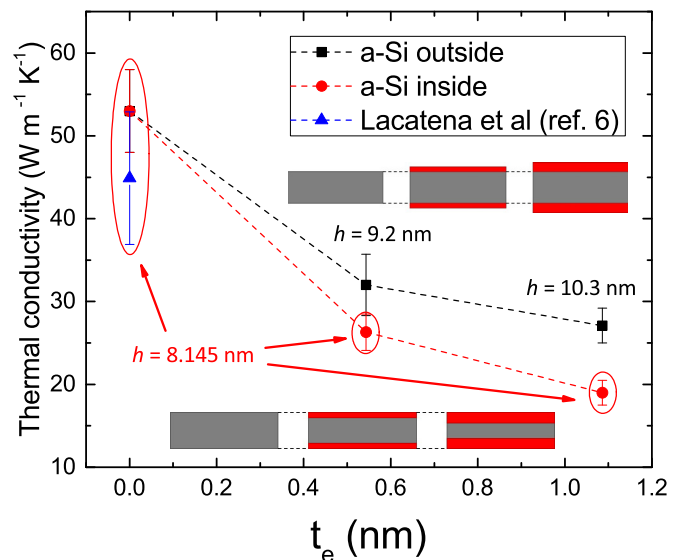 Thermal conductivity (W m⁻¹ K⁻¹)
70
60
50
40
30
20
10
a-Si outside
a-Si inside
Lacatena et al (ref. 6)
h = 9.2 nm
h = 10.3 nm
h = 8.145 nm
0.0 0.2 0.4 0.6 0.8 1.0 1.2
tₑ (nm)